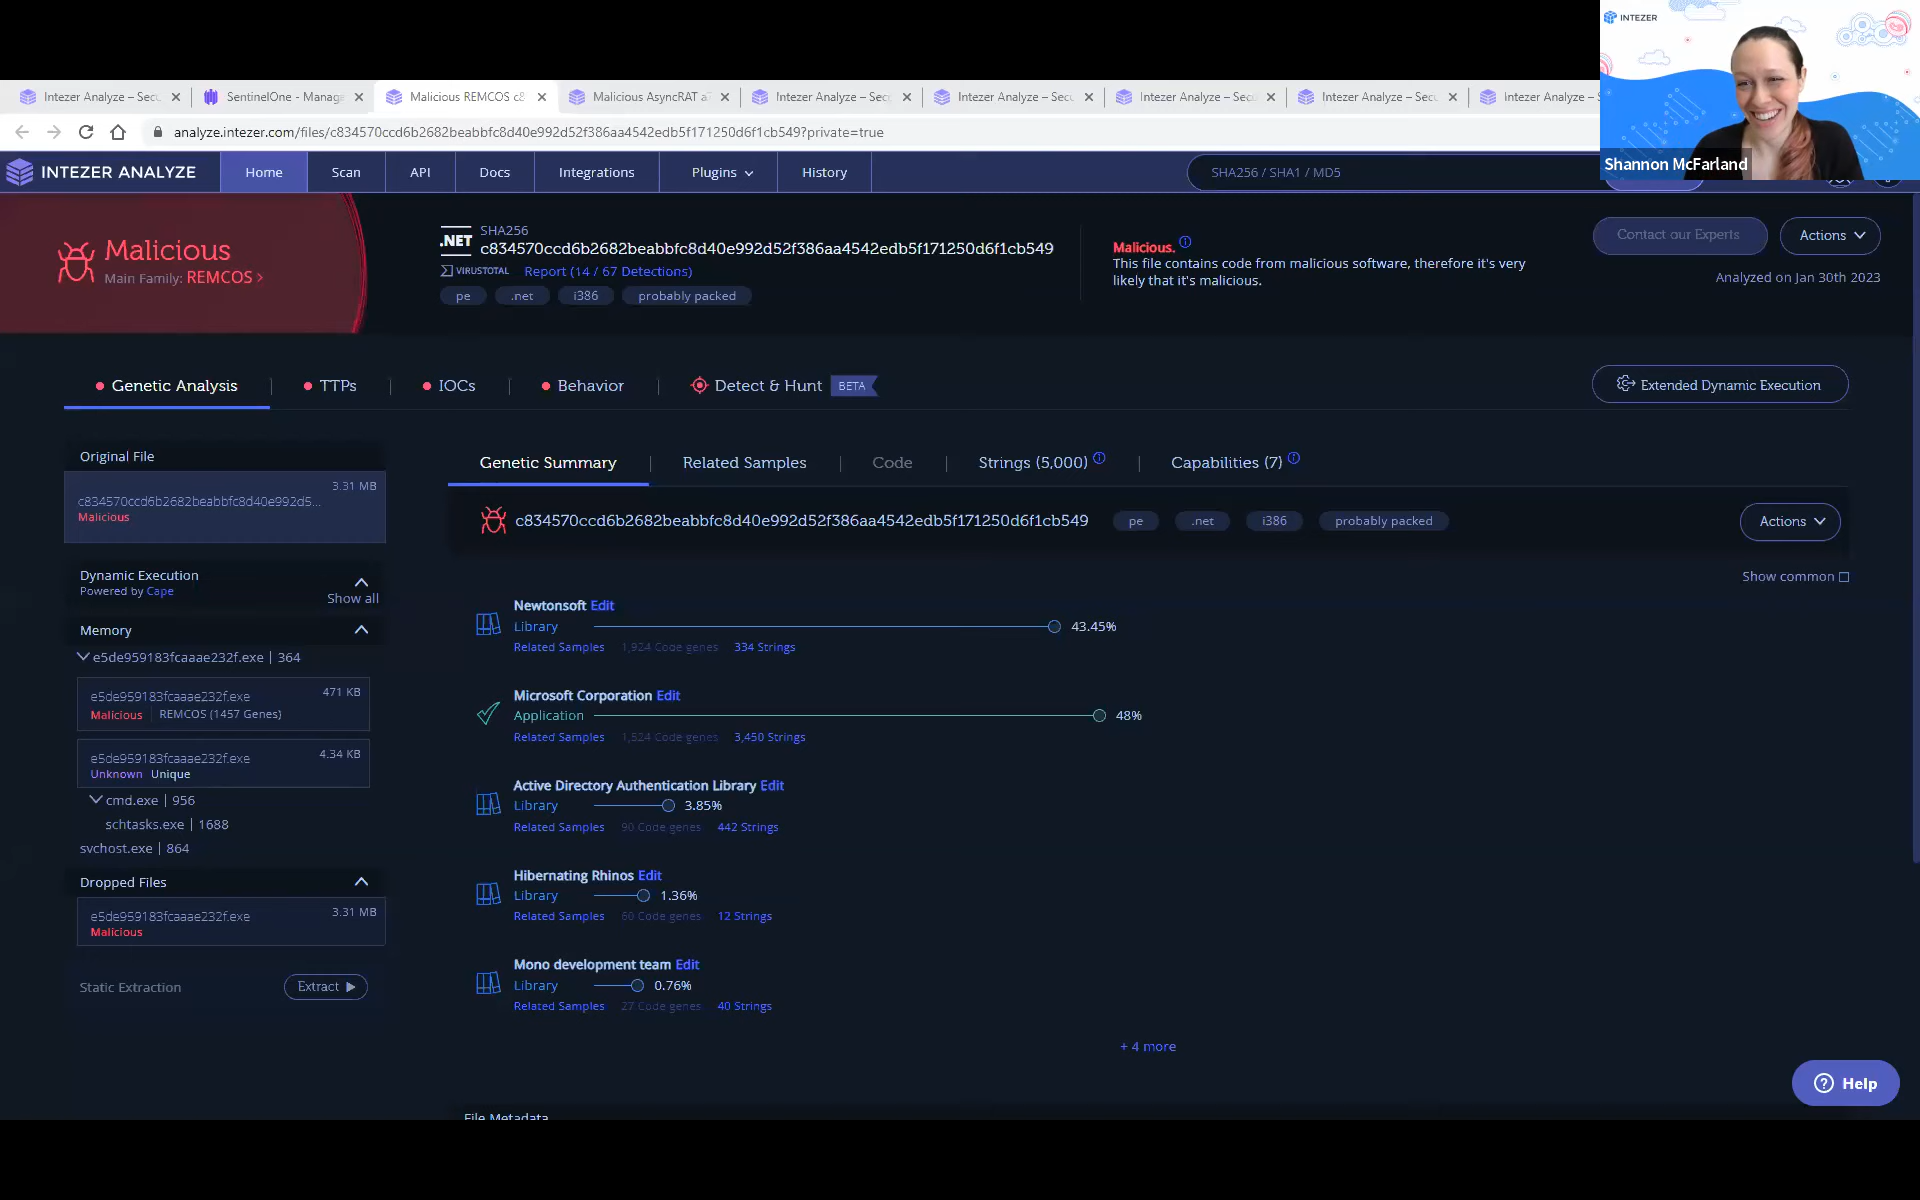 INTEZER
Shannon McFarland
Intezer Analyze – Secu
SentinelOne - Manage
Malicious REMCOS c8
Malicious AsyncRAT a
Intezer Analyze – Sec
Intezer Analyze – Secu
Intezer Analyze – Sec
Intezer Analyze – Secu
Intezer Analyze – S
analyze.intezer.com/files/c834570ccd6b2682beabbfc8d40e992d52f386aa4542edb5f171250d6f1cb549?private=true
INTEZER ANALYZE
Home
Scan
API
Docs
Integrations
Plugins
History
SHA256 / SHA1 / MD5
Malicious
Main Family: REMCOS >
.NET
SHA256
c834570ccd6b2682beabbfc8d40e992d52f386aa4542edb5f171250d6f1cb549
VIRUSTOTAL Report (14 / 67 Detections)
pe .net i386 probably packed
Malicious.
This file contains code from malicious software, therefore it's very
likely that it's malicious.
Contact our Experts
Actions
Analyzed on Jan 30th 2023
Genetic Analysis
TTPs
IOCs
Behavior
Detect & Hunt BETA
Extended Dynamic Execution
Original File
3.31 MB
c834570ccd6b2682beabbfc8d40e992d5...
Malicious
Dynamic Execution
Powered by Cape
Show all
Memory
e5de959183fcaaae232f.exe | 364
e5de959183fcaaae232f.exe 471 KB
Malicious REMCOS (1457 Genes)
e5de959183fcaaae232f.exe 4.34 KB
Unknown Unique
cmd.exe | 956
schtasks.exe | 1688
svchost.exe | 864
Dropped Files
e5de959183fcaaae232f.exe 3.31 MB
Malicious
Static Extraction
Extract
Genetic Summary
Related Samples
Code
Strings (5,000)
Capabilities (7)
c834570ccd6b2682beabbfc8d40e992d52f386aa4542edb5f171250d6f1cb549 pe .net i386 probably packed
Actions
Show common
Newtonsoft Edit
Library 43.45%
Related Samples 1,924 Code genes 334 Strings
Microsoft Corporation Edit
Application 48%
Related Samples 1,524 Code genes 3,450 Strings
Active Directory Authentication Library Edit
Library 3.85%
Related Samples 90 Code genes 442 Strings
Hibernating Rhinos Edit
Library 1.36%
Related Samples 60 Code genes 12 Strings
Mono development team Edit
Library 0.76%
Related Samples 27 Code genes 40 Strings
+ 4 more
File Metadata
Help